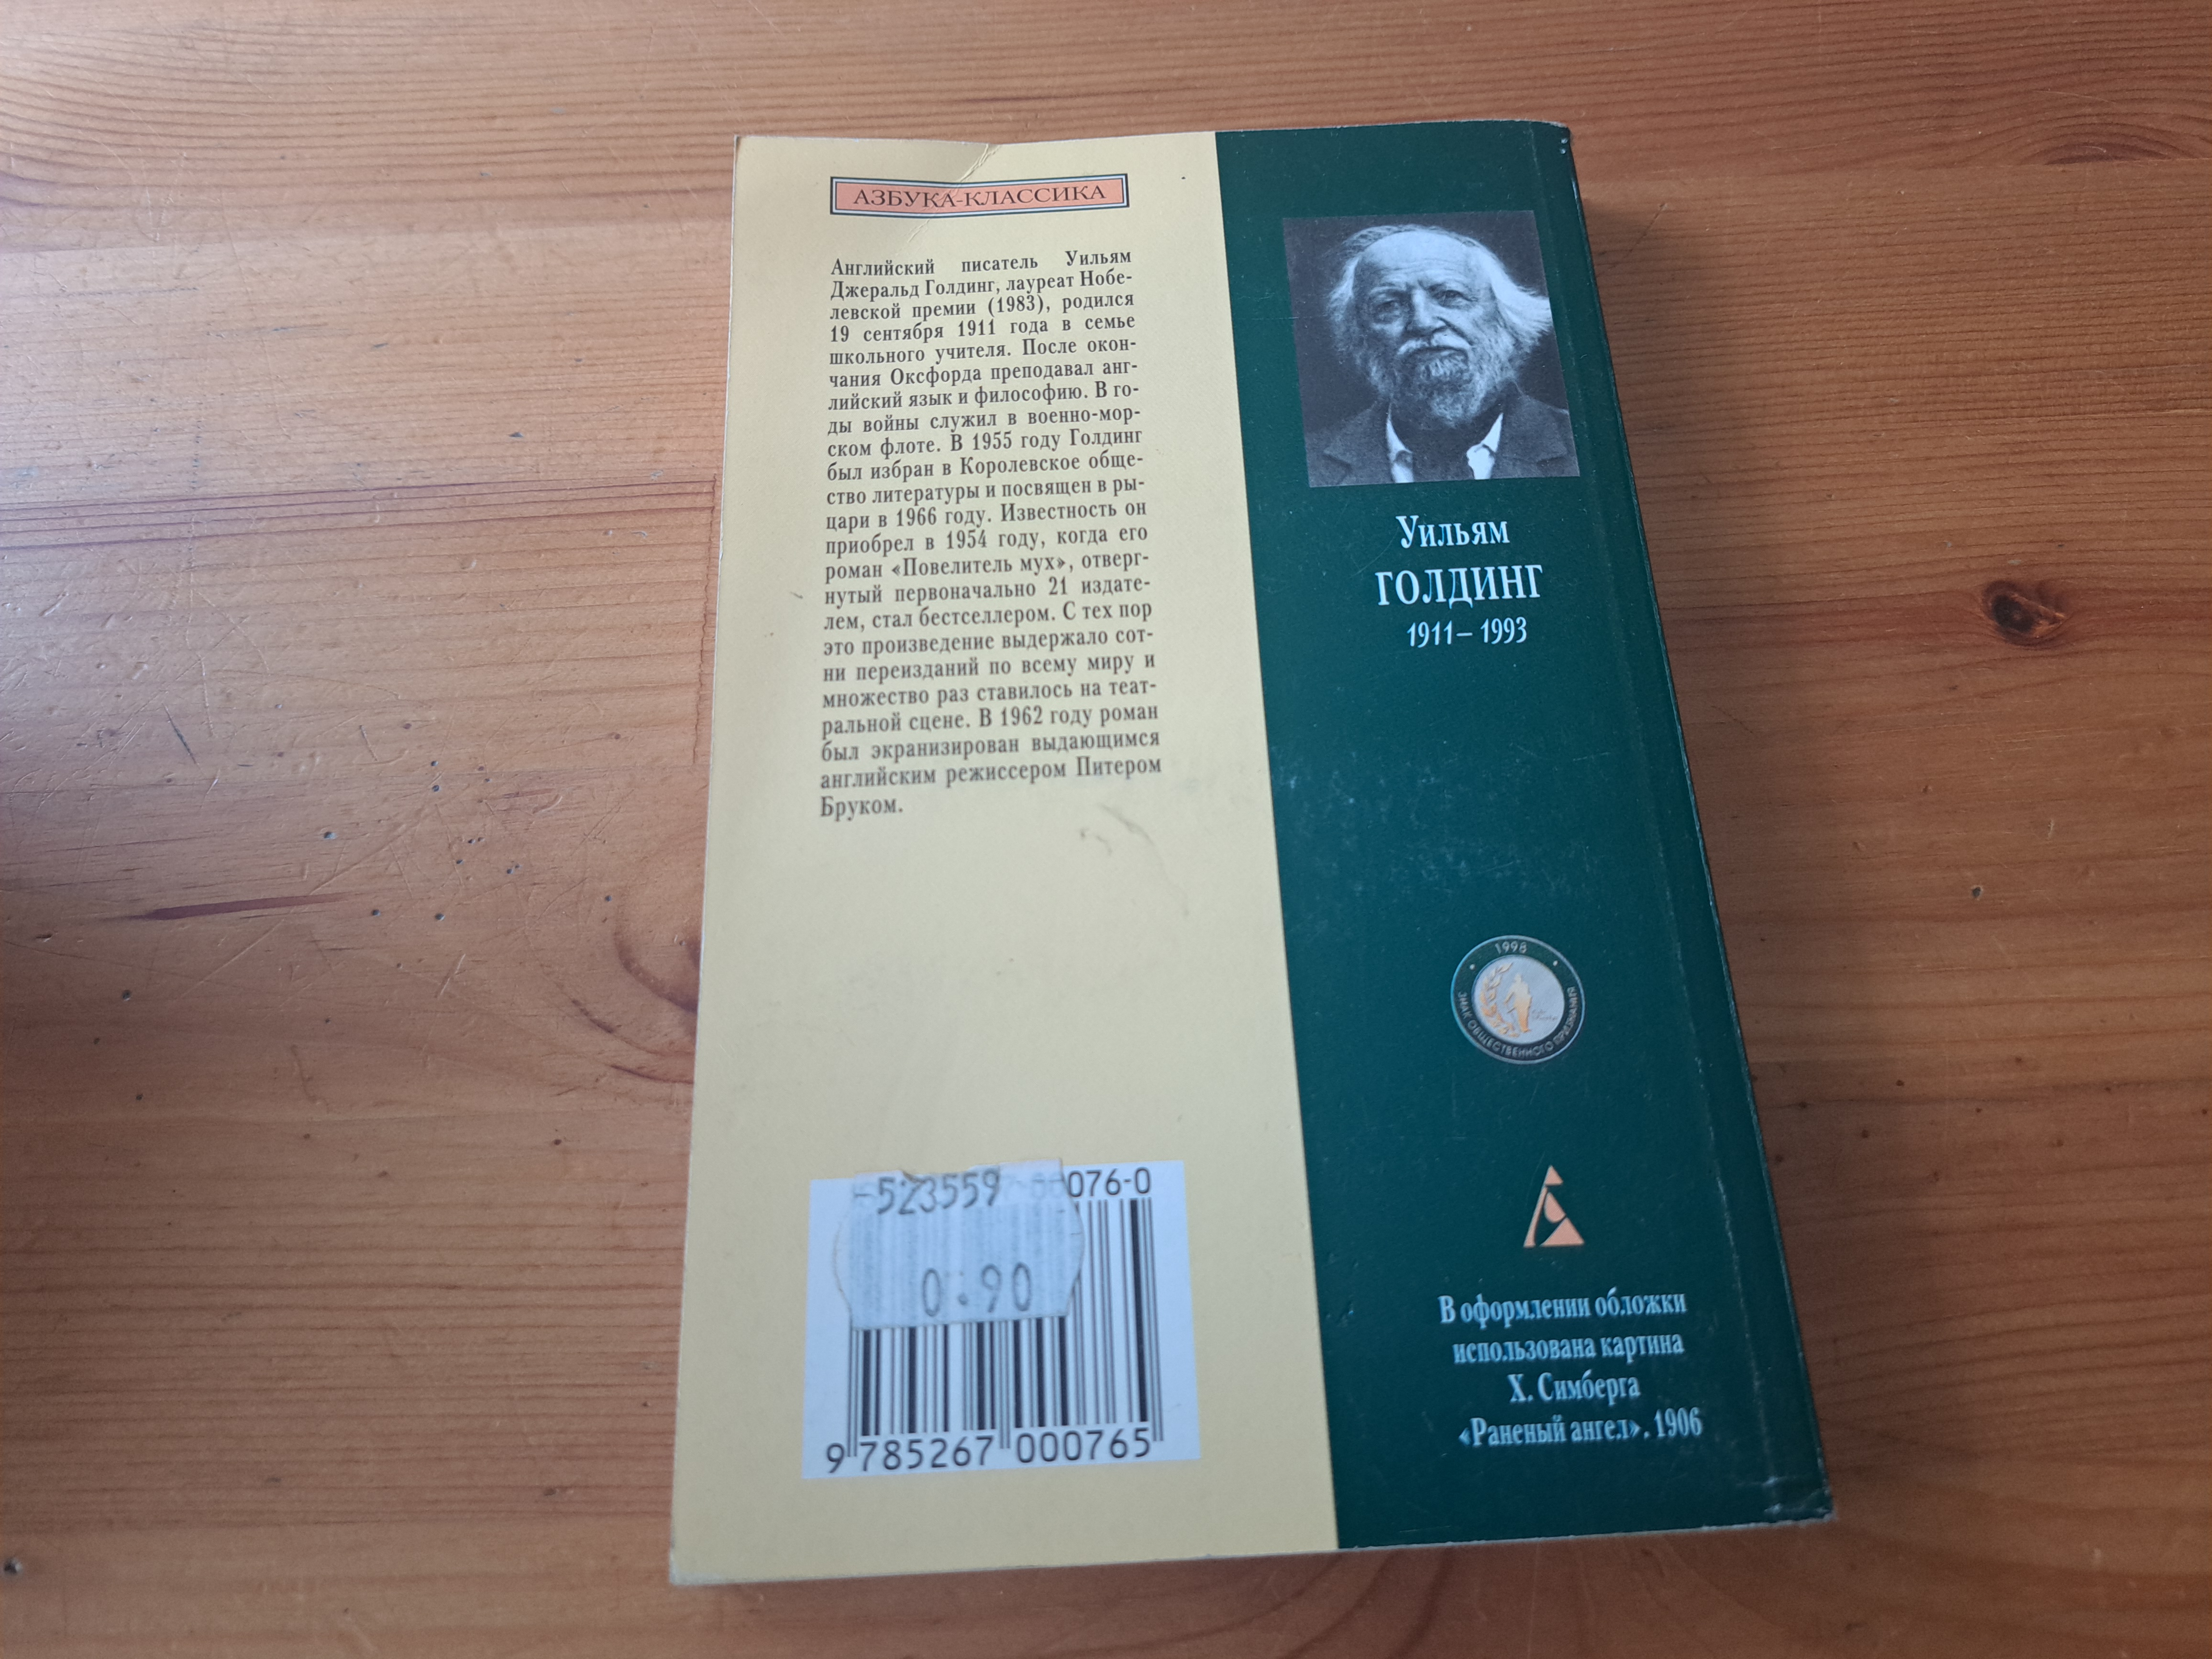 АЗБУКА-КЛАССИКА
Английский писатель Уильям
Джеральд Голдинг, лауреат Нобе-
левской премии (1983), родился
19 сентября 1911 года в семье
школьного учителя. После окон-
чания Оксфорда преподавал анг-
лийский язык и философию. В го-
ды войны служил в военно-мор-
ском флоте. В 1955 году Голдинг
был избран в Королевское обще-
ство литературы и посвящен в ры-
цари в 1966 году. Известность он
приобрел в 1954 году, когда его
роман «Повелитель мух», отверг-
нутый первоначально 21 издате-
лем, стал бестселлером. С тех пор
это произведение выдержало сот-
ни переизданий по всему миру и
множество раз ставилось на теат-
ральной сцене. В 1962 году роман
был экранизирован выдающимся
английским режиссером Питером
Бруком.
-523559
076-0
0:90
9 785267 000765
Уильям
ГОЛДИНГ
1911– 1993
1998
ЗНАК ОБЩЕСТВЕННОГО ПРИЗНАНИЯ
В оформлении обложки
использована картина
Х. Симберга
«Раненый ангел». 1906